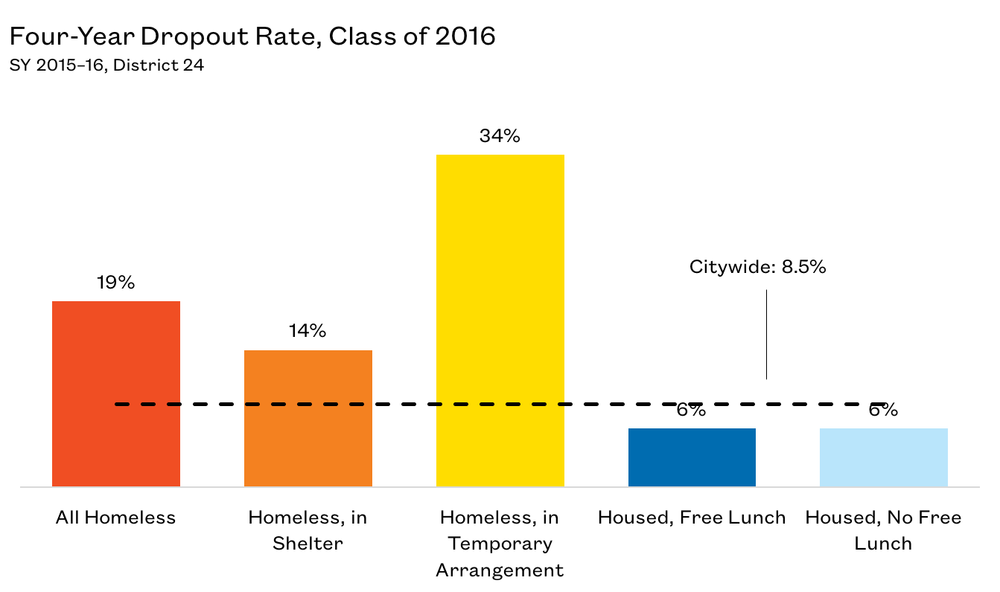 Four-Year Dropout Rate, Class of 2016
SY 2015–16, District 24
34%
Citywide: 8.5%
19%
14%
6%
6%
All Homeless
Homeless, in
Shelter
Homeless, in
Temporary
Arrangement
Housed, Free Lunch
Housed, No Free
Lunch